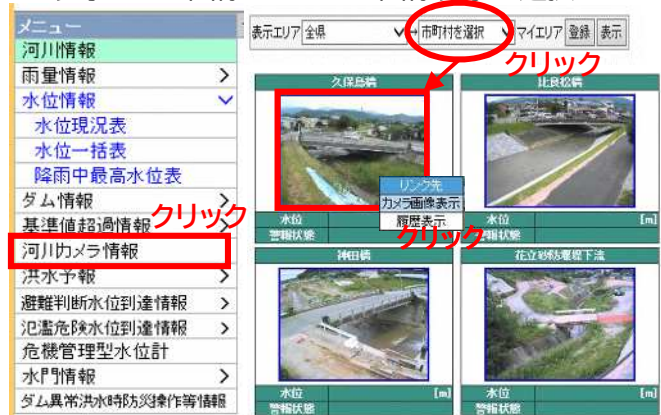 メニュー
河川情報
雨量情報 >
水位情報
水位現況表
水位一括表
降雨中最高水位表
ダム情報 >
基準値超過情報 >
クリック
河川カメラ情報
洪水予報 >
避難判断水位到達情報 >
氾濫危険水位到達情報 >
危機管理型水位計
水門情報 >
ダム異常洪水時防災操作等情報
表示エリア 全県 → 市町村を選択 マイエリア 登録 表示
クリック
久保島橋
比良松橋
リンク先
カメラ画像表示
履歴表示
クリック
水位
警報状態
水位 [m]
警報状態
神田橋
花立砂防堰堤下流
水位 [m]
警報状態
水位 [m]
警報状態